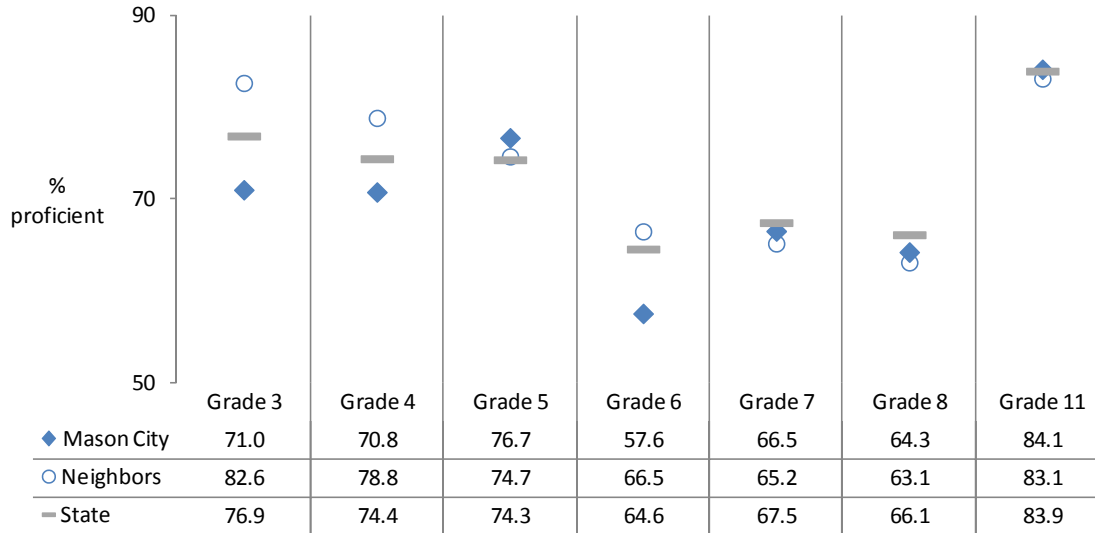 90
70
50
%
proficient
Grade 3 Grade 4 Grade 5 Grade 6 Grade 7 Grade 8 Grade 11
Mason City 71.0 70.8 76.7 57.6 66.5 64.3 84.1
Neighbors 82.6 78.8 74.7 66.5 65.2 63.1 83.1
State 76.9 74.4 74.3 64.6 67.5 66.1 83.9